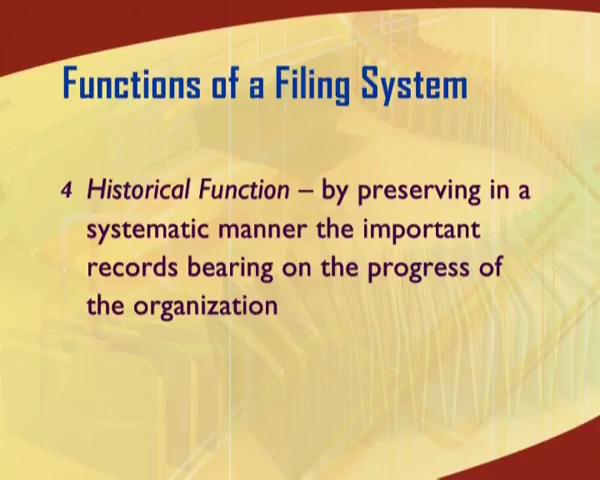 Functions of a Filing System
4 Historical Function – by preserving in a
systematic manner the important
records bearing on the progress of
the organization